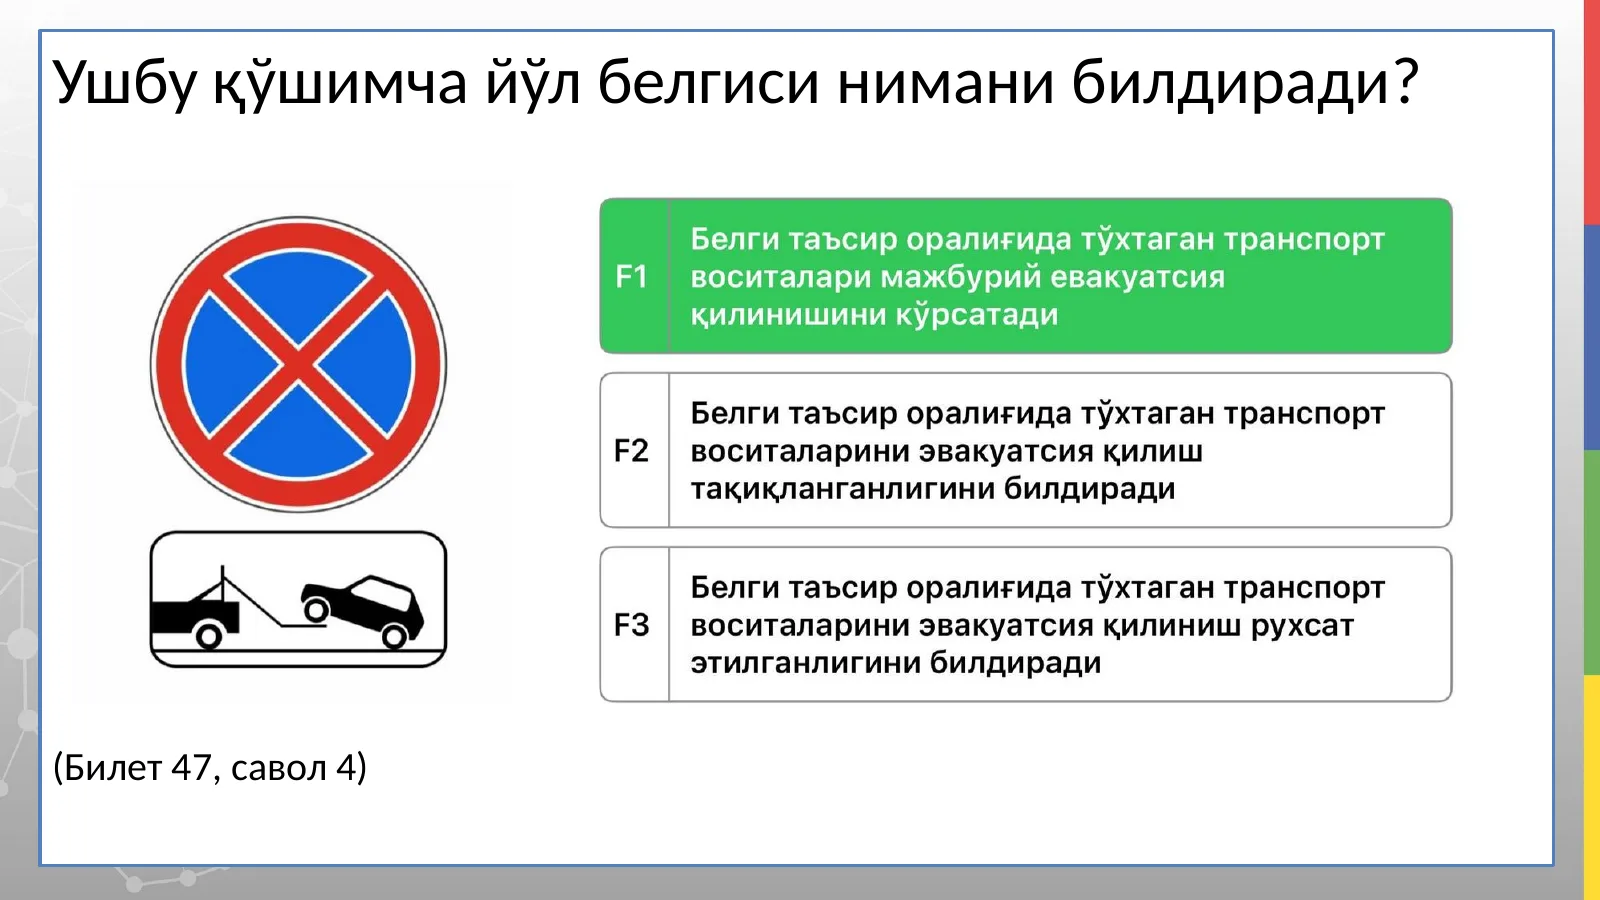 Ушбу қўшимча йўл белгиси нимани билдиради?
F1
Белги таъсир оралиғида тўхтаган транспорт
воситалари мажбурий евакуатсия
қилинишини кўрсатади
F2
Белги таъсир оралиғида тўхтаган транспорт
воситаларини эвакуатсия қилиш
тақиқланганлигини билдиради
F3
Белги таъсир оралиғида тўхтаган транспорт
воситаларини эвакуатсия қилиниш рухсат
этилганлигини билдиради
(Билет 47, савол 4)